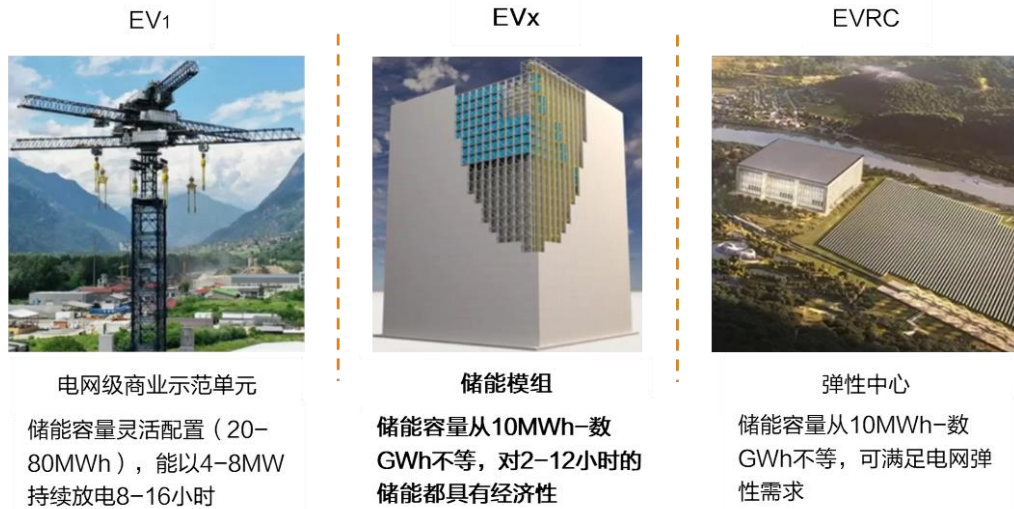 EV1
电网级商业示范单元
储能容量灵活配置（20-
80MWh），能以4-8MW
持续放电8-16小时
EVx
储能模组
储能容量从10MWh-数
GWh不等，对2-12小时的
储能都具有经济性
EVRC
弹性中心
储能容量从10MWh-数
GWh不等，可满足电网弹
性需求